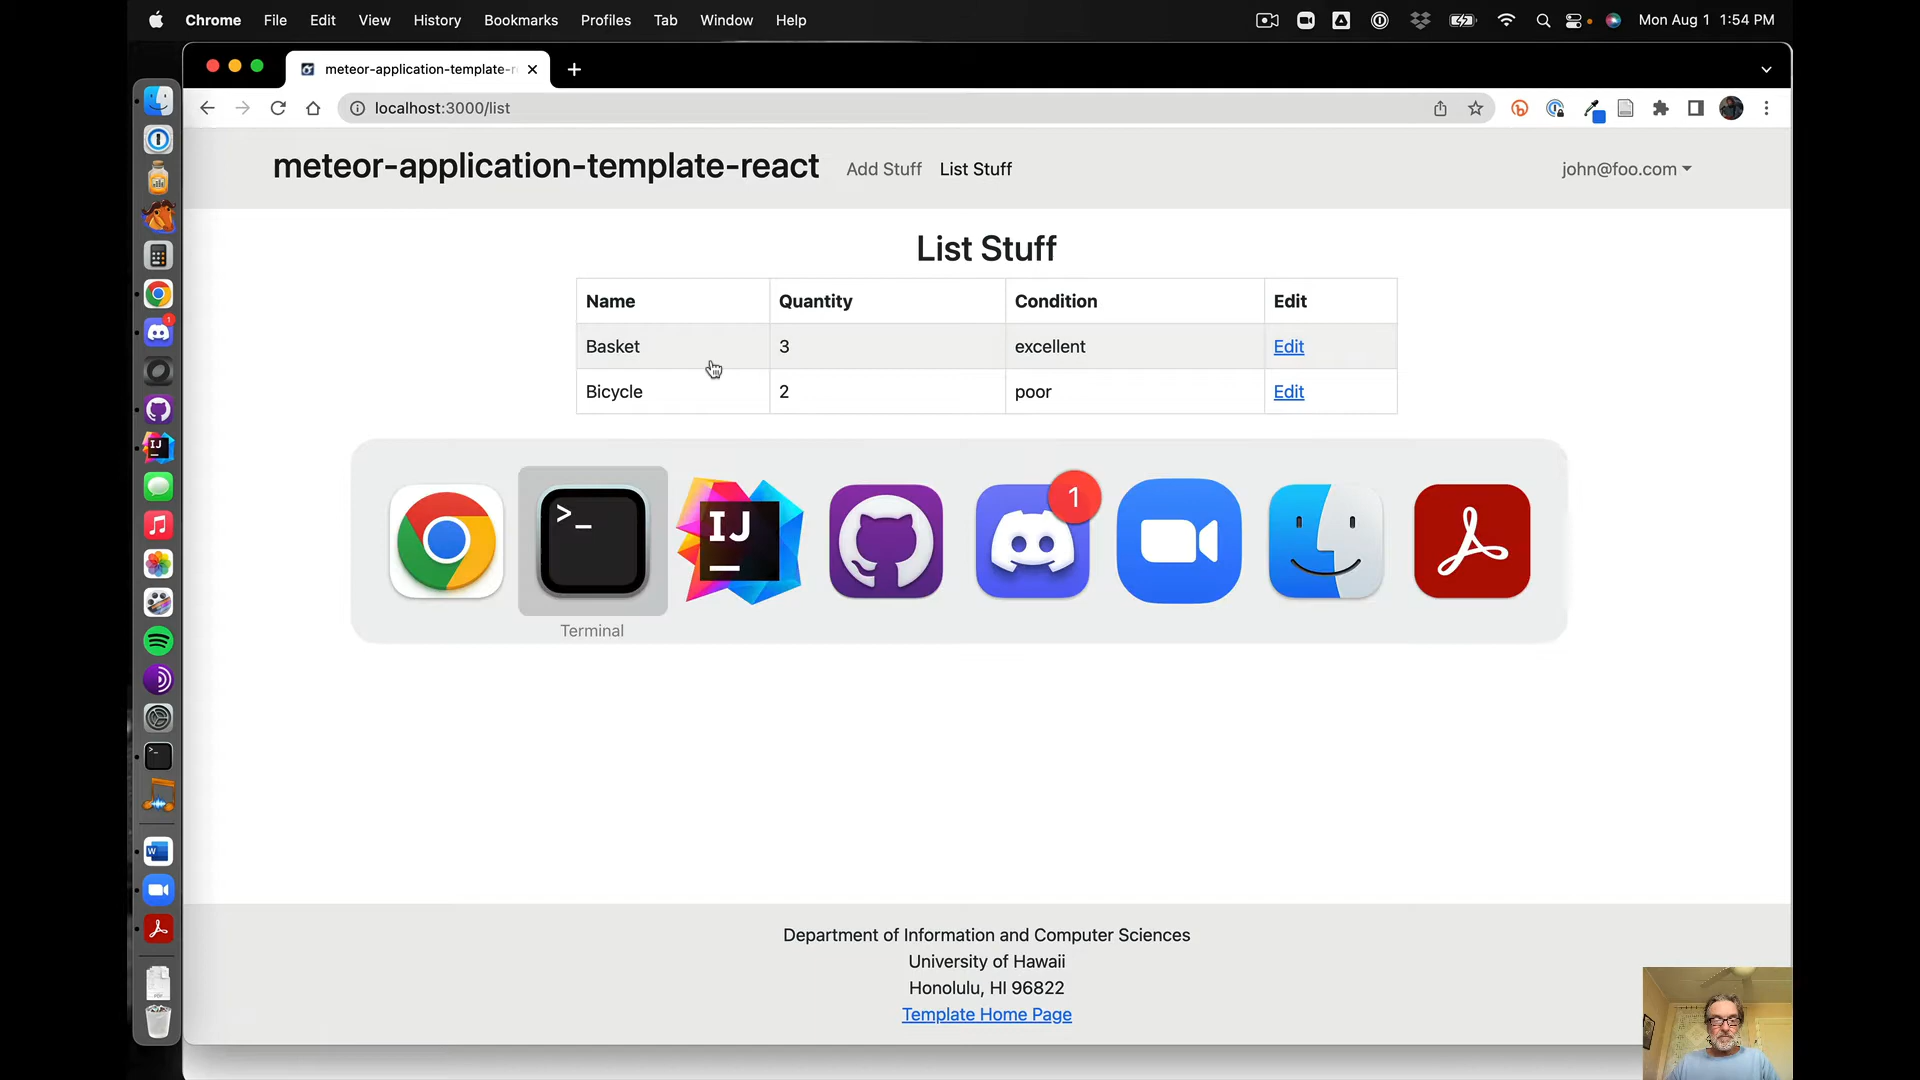 Chrome File Edit View History Bookmarks Profiles Tab Window Help Mon Aug 1 1:54 PM
meteor-application-template-r
localhost:3000/list
meteor-application-template-react Add Stuff List Stuff john@foo.com
List Stuff
Name Quantity Condition Edit
Basket 3 excellent Edit
Bicycle 2 poor Edit
>_ IJ 1
Terminal
Department of Information and Computer Sciences
University of Hawaii
Honolulu, HI 96822
Template Home Page